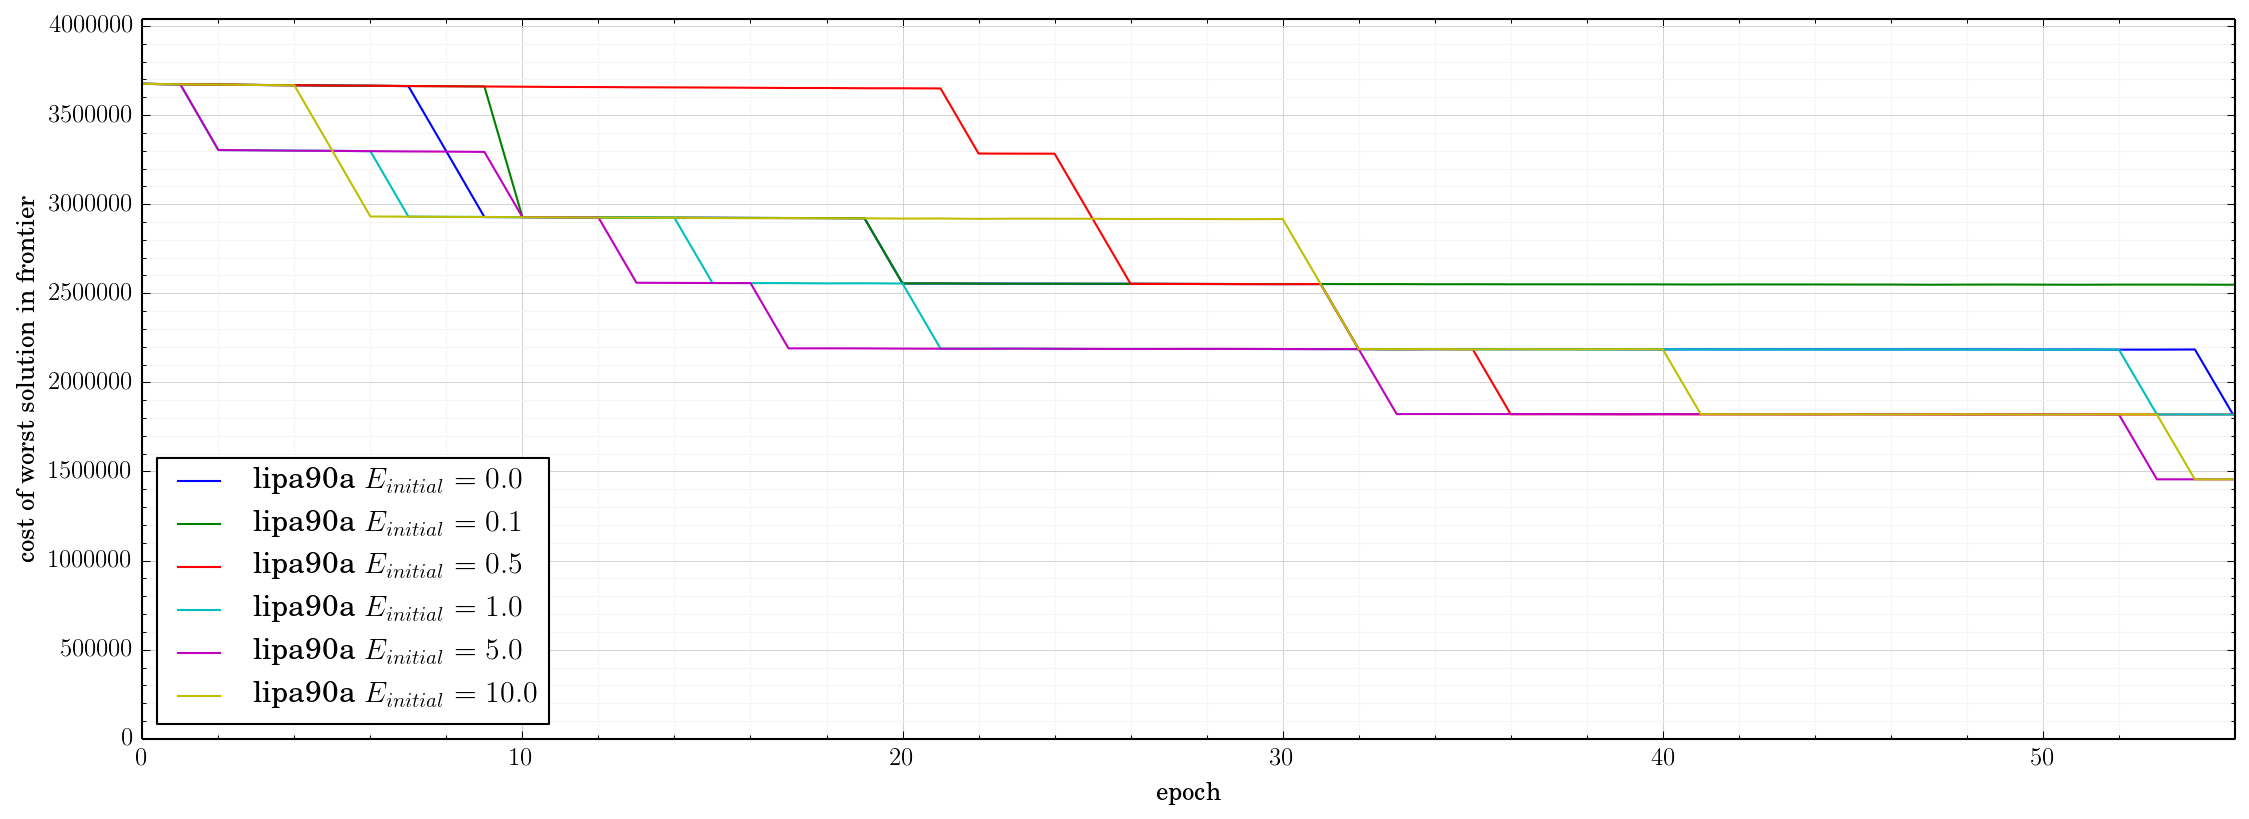 4000000
3500000
3000000
2500000
2000000
1500000
1000000
500000
0
cost of worst solution in frontier
lipa90a E_initial = 0.0
lipa90a E_initial = 0.1
lipa90a E_initial = 0.5
lipa90a E_initial = 1.0
lipa90a E_initial = 5.0
lipa90a E_initial = 10.0
0 10 20 30 40 50
epoch